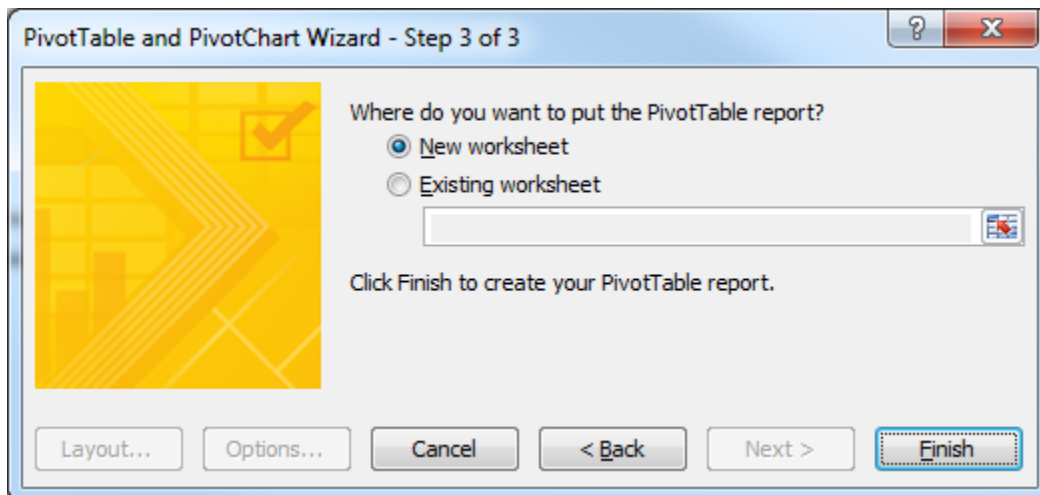 PivotTable and PivotChart Wizard - Step 3 of 3
Where do you want to put the PivotTable report?
New worksheet
Existing worksheet
Click Finish to create your PivotTable report.
Layout... Options... Cancel < Back Next > Finish